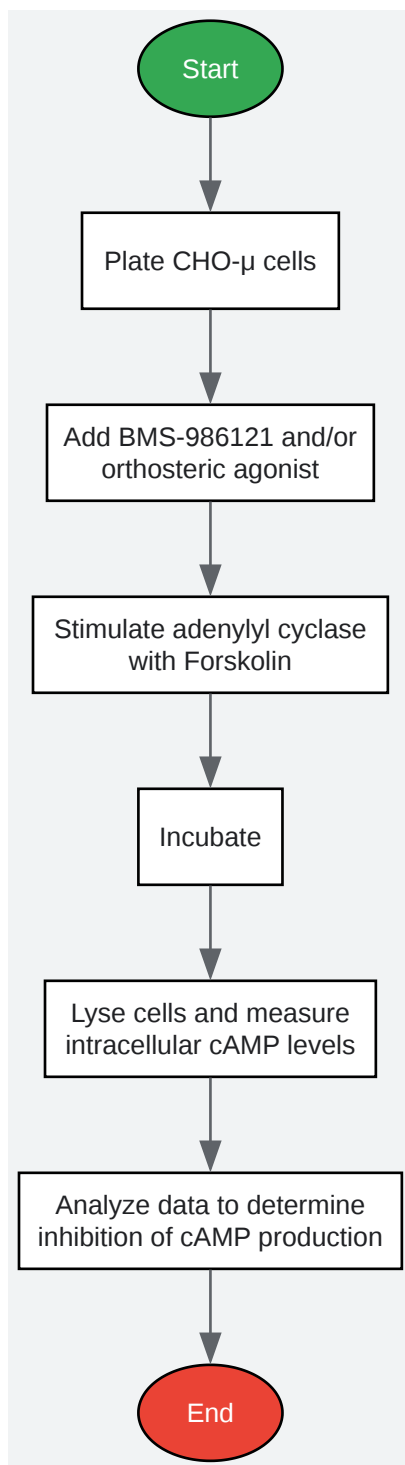 Start
Plate CHO-μ cells
Add BMS-986121 and/or
orthosteric agonist
Stimulate adenylyl cyclase
with Forskolin
Incubate
Lyse cells and measure
intracellular cAMP levels
Analyze data to determine
inhibition of cAMP production
End